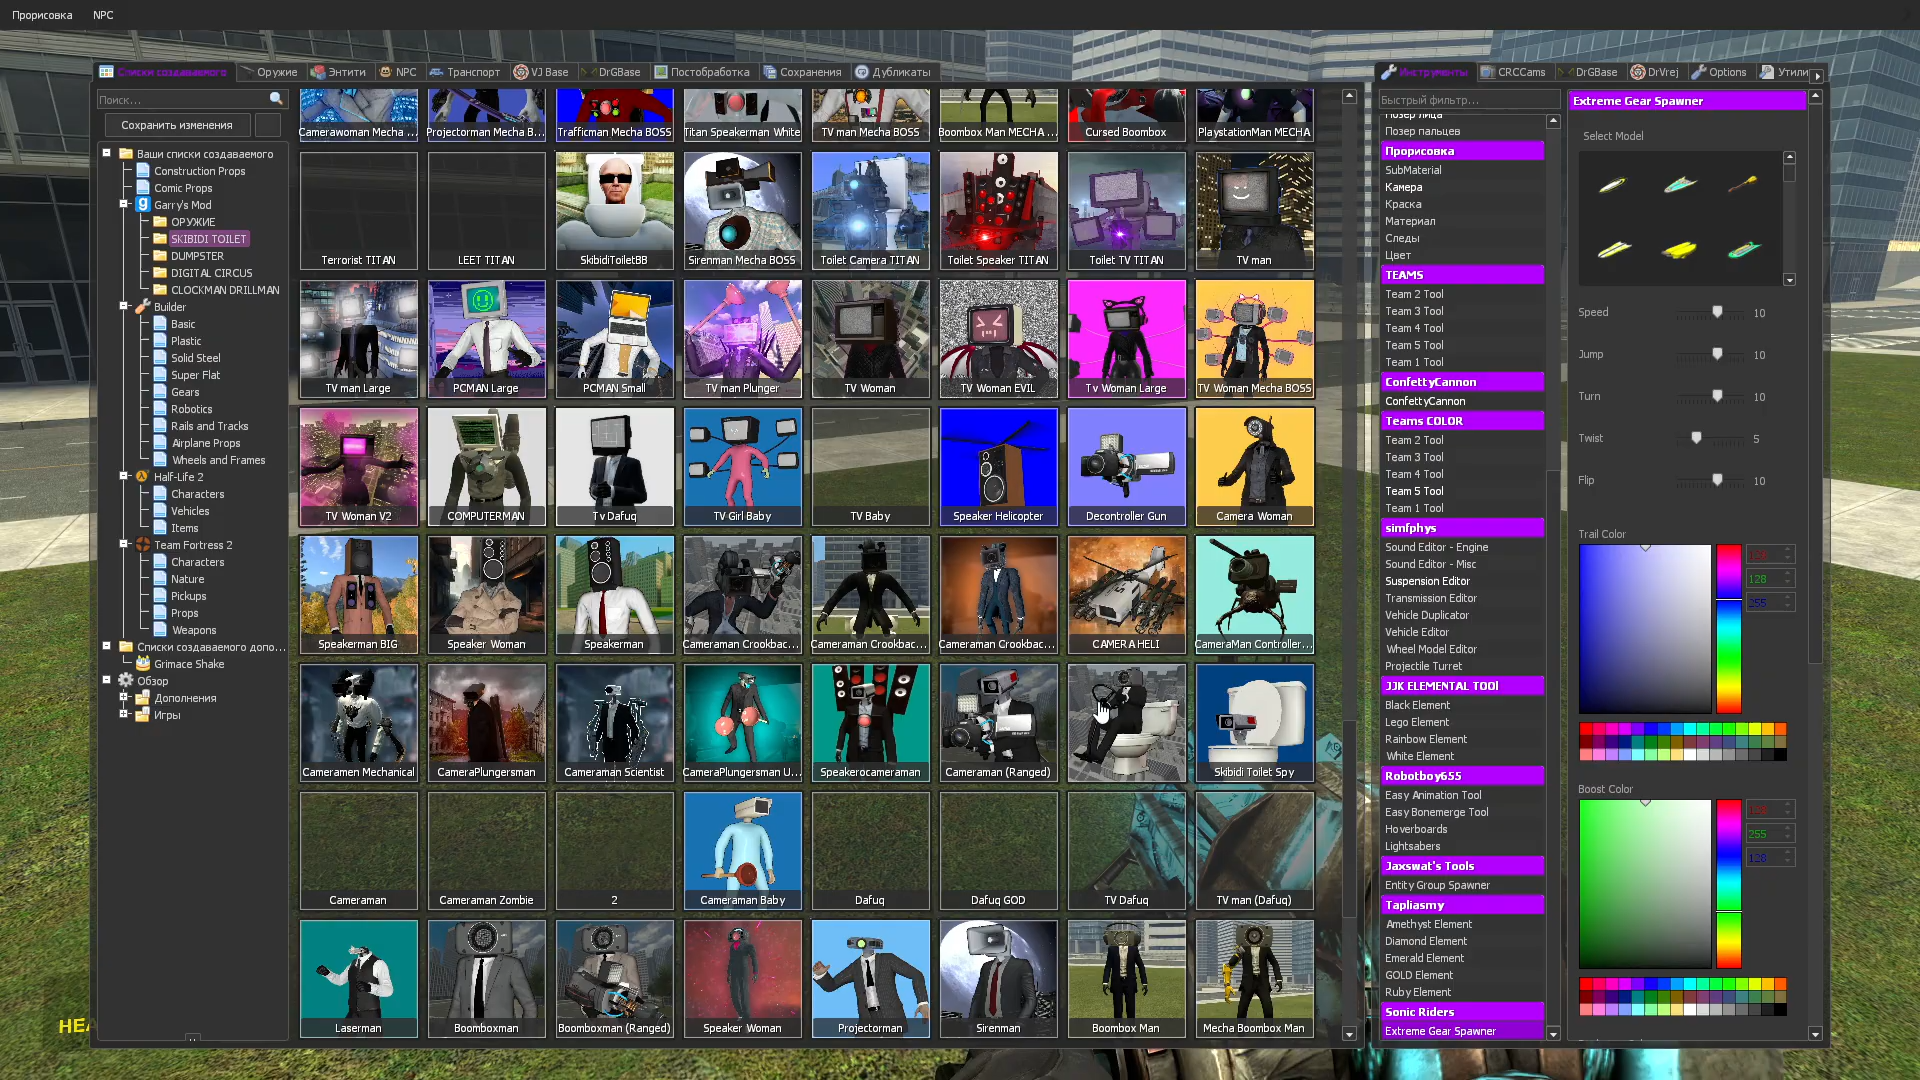 Прорисовка NPC
Списки создаваемого Оружие Энтити NPC Транспорт VJ Base DrGBase Постобработка Сохранения Дубликаты
Инструменты CRCCams DrGBase DrVrej Options Утили
Поиск...
Сохранить изменения
Ваши списки создаваемого
Construction Props
Comic Props
Garry's Mod
ОРУЖИЕ
SKIBIDI TOILET
DUMPSTER
DIGITAL CIRCUS
CLOCKMAN DRILLMAN
Builder
Basic
Plastic
Solid Steel
Super Flat
Gears
Robotics
Rails and Tracks
Airplane Props
Wheels and Frames
Half-Life 2
Characters
Vehicles
Items
Team Fortress 2
Characters
Nature
Pickups
Props
Weapons
Списки создаваемого допо...
Grimace Shake
Обзор
Дополнения
Игры
Camerawoman Mecha ... Projectorman Mecha B... Trafficman Mecha BOSS Titan Speakerman White TV man Mecha BOSS Boombox Man MECHA ... Cursed Boombox PlaystationMan MECHA
Terrorist TITAN LEET TITAN SkibidiToiletBB Sirenman Mecha BOSS Toilet Camera TITAN Toilet Speaker TITAN Toilet TV TITAN TV man
TV man Large PCMAN Large PCMAN Small TV man Plunger TV Woman TV Woman EVIL Tv Woman Large TV Woman Mecha BOSS
TV Woman V2 COMPUTERMAN Tv Dafuq TV Girl Baby TV Baby Speaker Helicopter Decontroller Gun Camera Woman
Speakerman BIG Speaker Woman Speakerman Cameraman Crookbac... Cameraman Crookbac... Cameraman Crookbac... CAMERA HELI CameraMan Controller...
Cameramen Mechanical CameraPlungersman Cameraman Scientist CameraPlungersman U... Speakerocameraman Cameraman (Ranged) Skibidi Toilet Spy
Cameraman Cameraman Zombie 2 Cameraman Baby Dafuq Dafuq GOD TV Dafuq TV man (Dafuq)
Laserman Boomboxman Boomboxman (Ranged) Speaker Woman Projectorman Sirenman Boombox Man Mecha Boombox Man
Быстрый фильтр...
Позер лица
Позер пальцев
Прорисовка
SubMaterial
Камера
Краска
Материал
Следы
Цвет
TEAMS
Team 2 Tool
Team 3 Tool
Team 4 Tool
Team 5 Tool
Team 1 Tool
ConfettyCannon
ConfettyCannon
Teams COLOR
Team 2 Tool
Team 3 Tool
Team 4 Tool
Team 5 Tool
Team 1 Tool
simfphys
Sound Editor - Engine
Sound Editor - Misc
Suspension Editor
Transmission Editor
Vehicle Duplicator
Vehicle Editor
Wheel Model Editor
Projectile Turret
JJK ELEMENTAL TOOl
Black Element
Lego Element
Rainbow Element
White Element
Robotboy655
Easy Animation Tool
Easy Bonemerge Tool
Hoverboards
Lightsabers
Jaxswat's Tools
Entity Group Spawner
Tapliasmy
Amethyst Element
Diamond Element
Emerald Element
GOLD Element
Ruby Element
Sonic Riders
Extreme Gear Spawner
Extreme Gear Spawner
Select Model
Speed 10
Jump 10
Turn 10
Twist 5
Flip 10
Trail Color
128
128
255
Boost Color
128
255
128
HEA